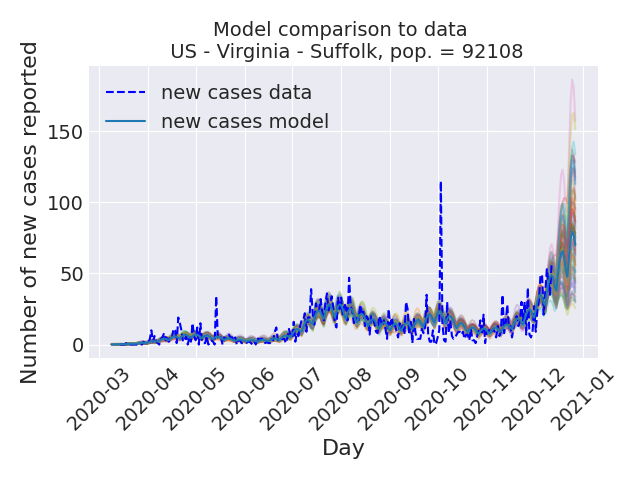 Model comparison to data
US - Virginia - Suffolk, pop. = 92108
new cases data
new cases model
Number of new cases reported
150
100
50
0
2020-03
2020-04
2020-05
2020-06
2020-07
2020-08
2020-09
2020-10
2020-11
2020-12
2021-01
Day